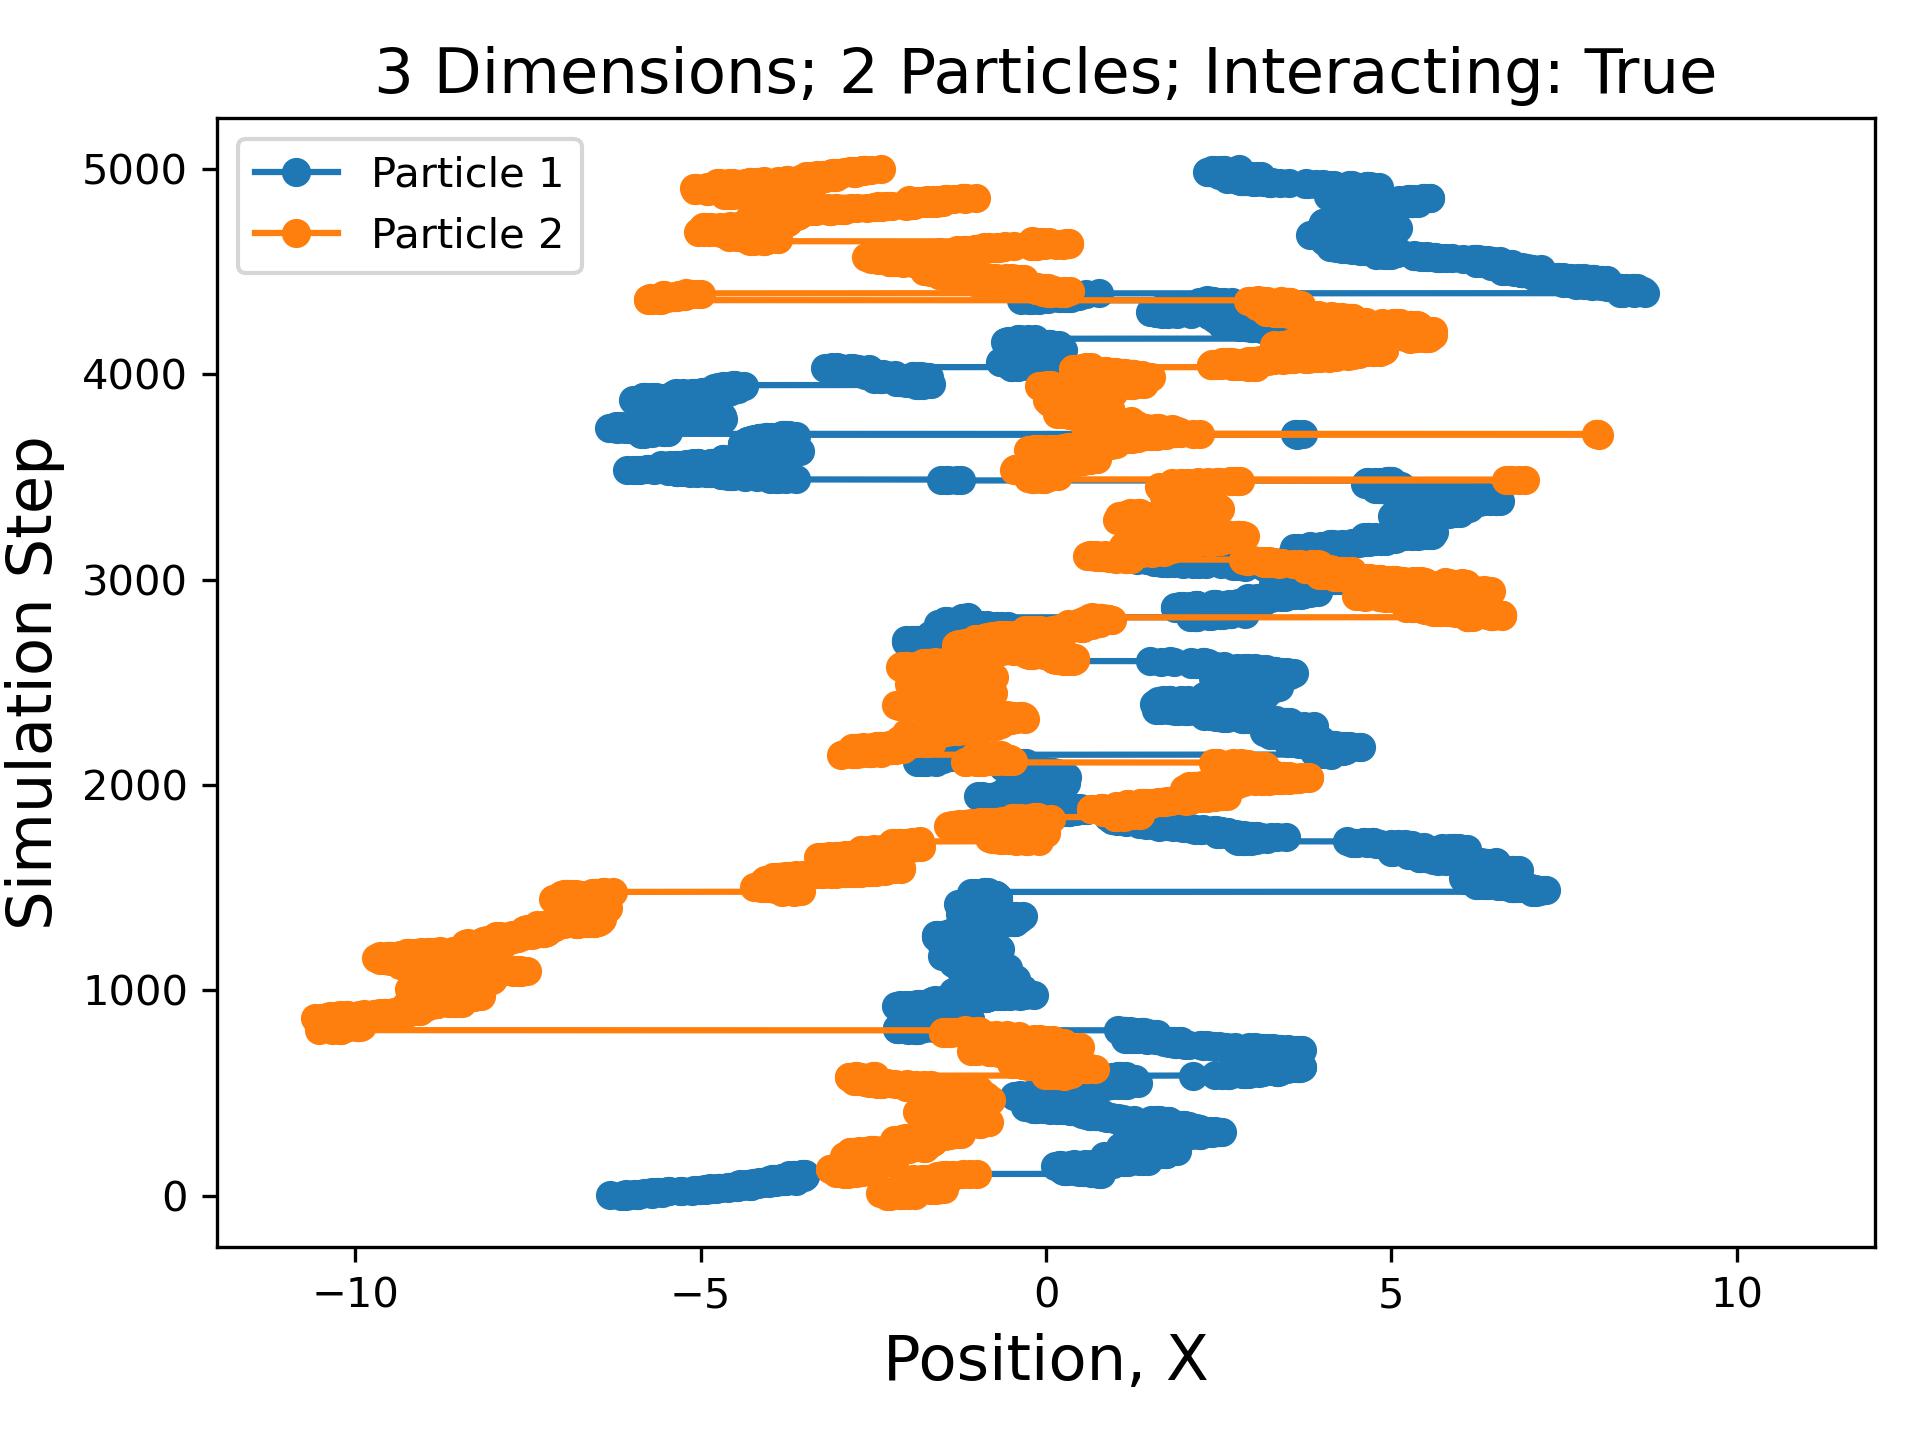 3 Dimensions; 2 Particles; Interacting: True
Particle 1
Particle 2
5000
4000
3000
2000
1000
0
Simulation Step
−10
−5
0
5
10
Position, X